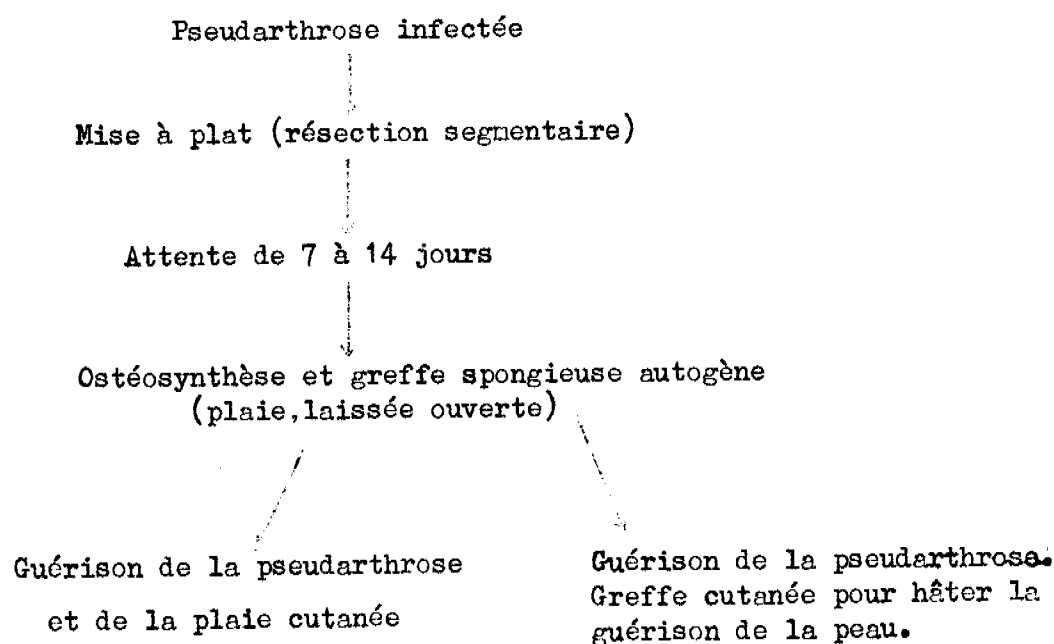 Pseudarthrose infectée
Mise à plat (résection segmentaire)
Attente de 7 à 14 jours
Ostéosynthèse et greffe spongieuse autogène
(plaie,laissée ouverte)
Guérison de la pseudarthrose
et de la plaie cutanée
Guérison de la pseudarthrose.
Greffe cutanée pour hâter la
guérison de la peau.